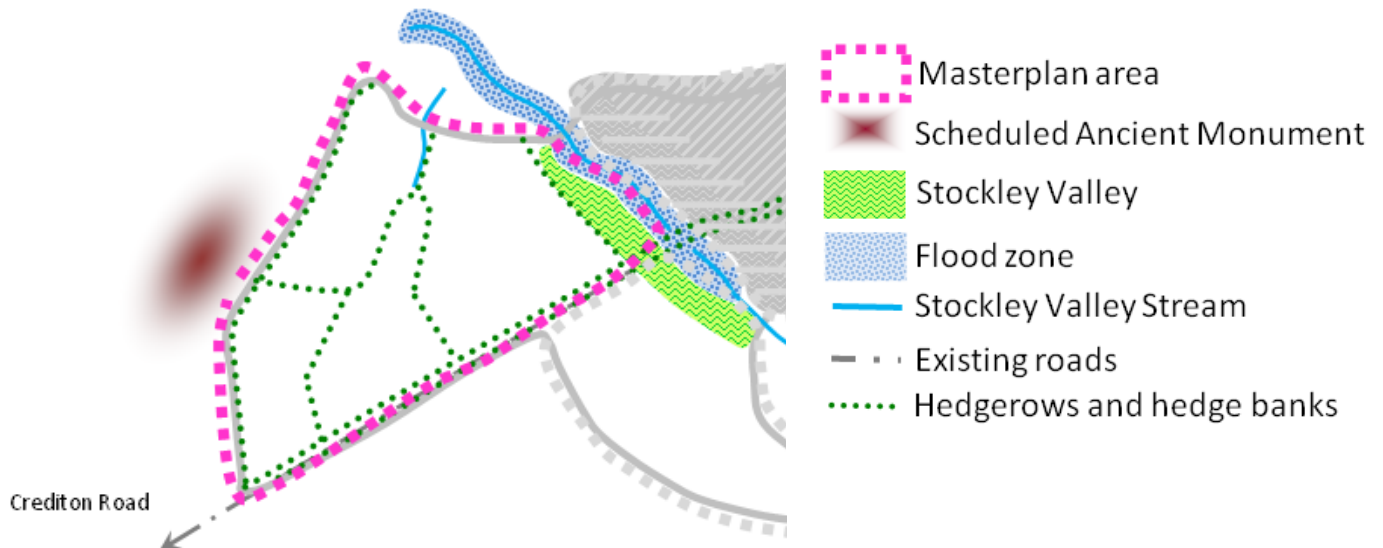 Masterplan area
Scheduled Ancient Monument
Stockley Valley
Flood zone
Stockley Valley Stream
Existing roads
Hedgerows and hedge banks
Crediton Road